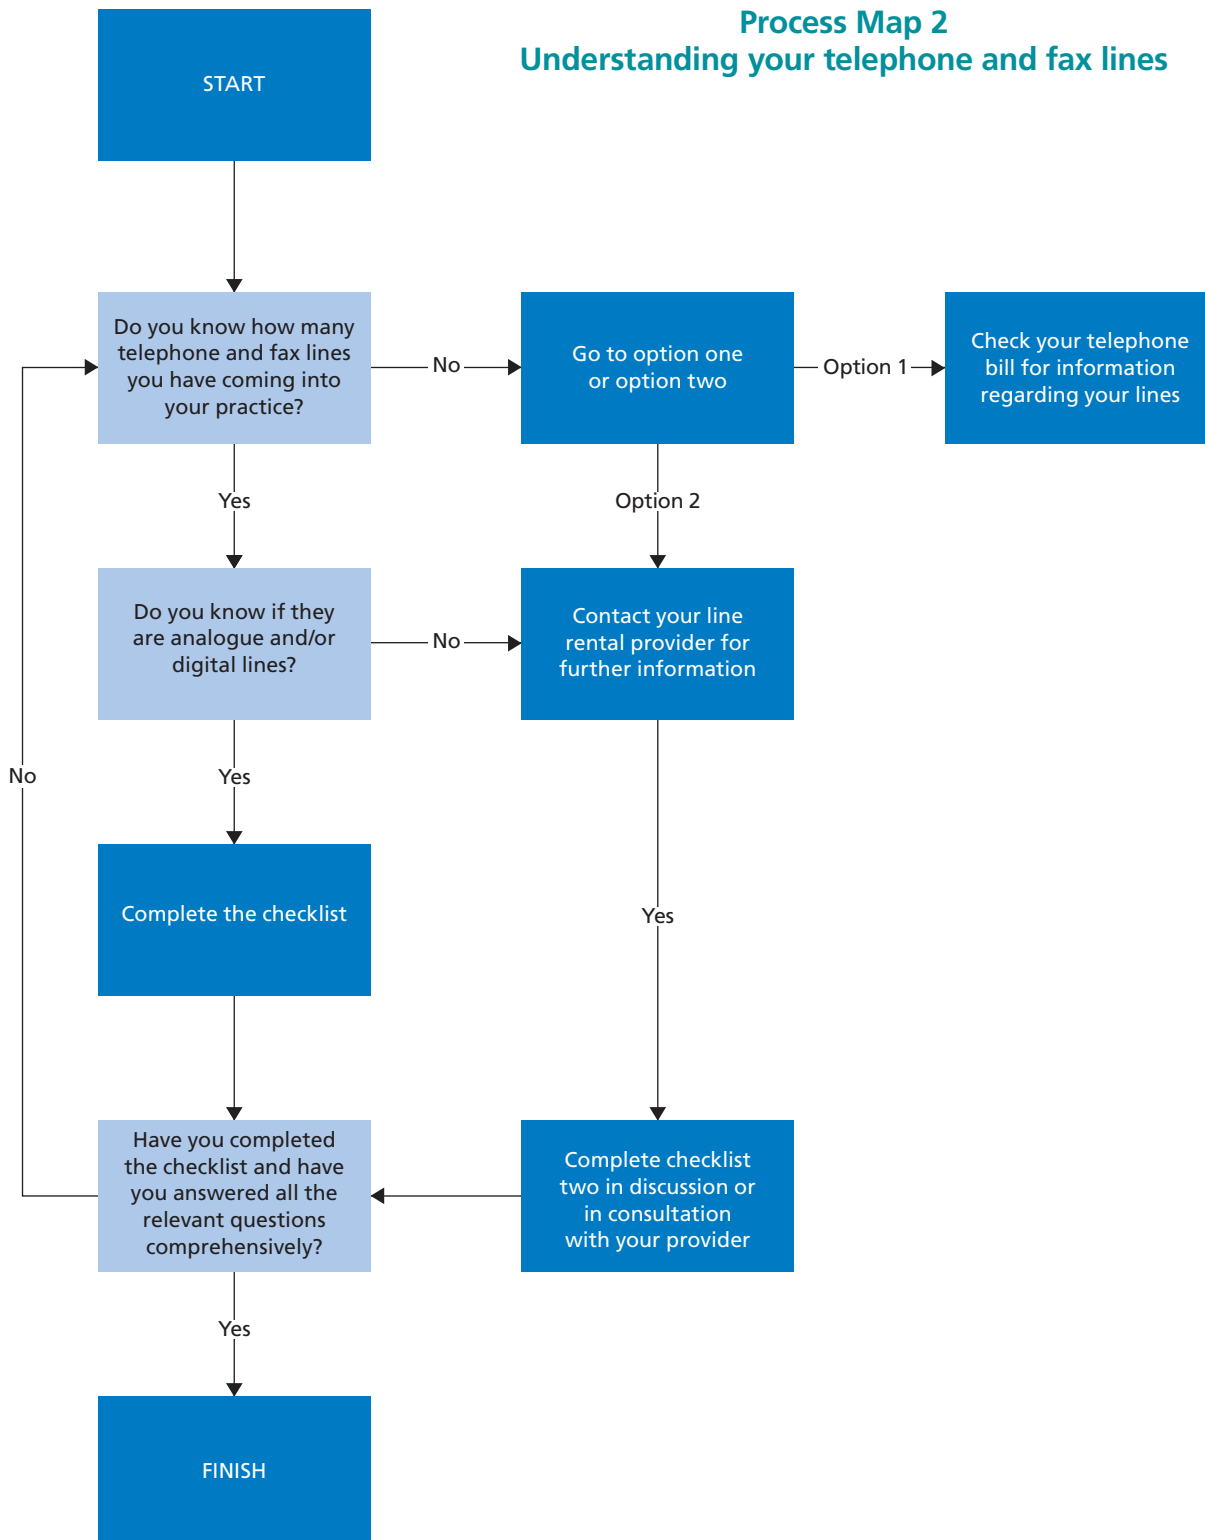 Process Map 2
Understanding your telephone and fax lines
START
Do you know how many
telephone and fax lines
you have coming into
your practice?
No
Go to option one
or option two
Option 1
Check your telephone
bill for information
regarding your lines
Yes
Option 2
Do you know if they
are analogue and/or
digital lines?
No
Contact your line
rental provider for
further information
No
Yes
Complete the checklist
Yes
Have you completed
the checklist and have
you answered all the
relevant questions
comprehensively?
Complete checklist
two in discussion or
in consultation
with your provider
Yes
FINISH